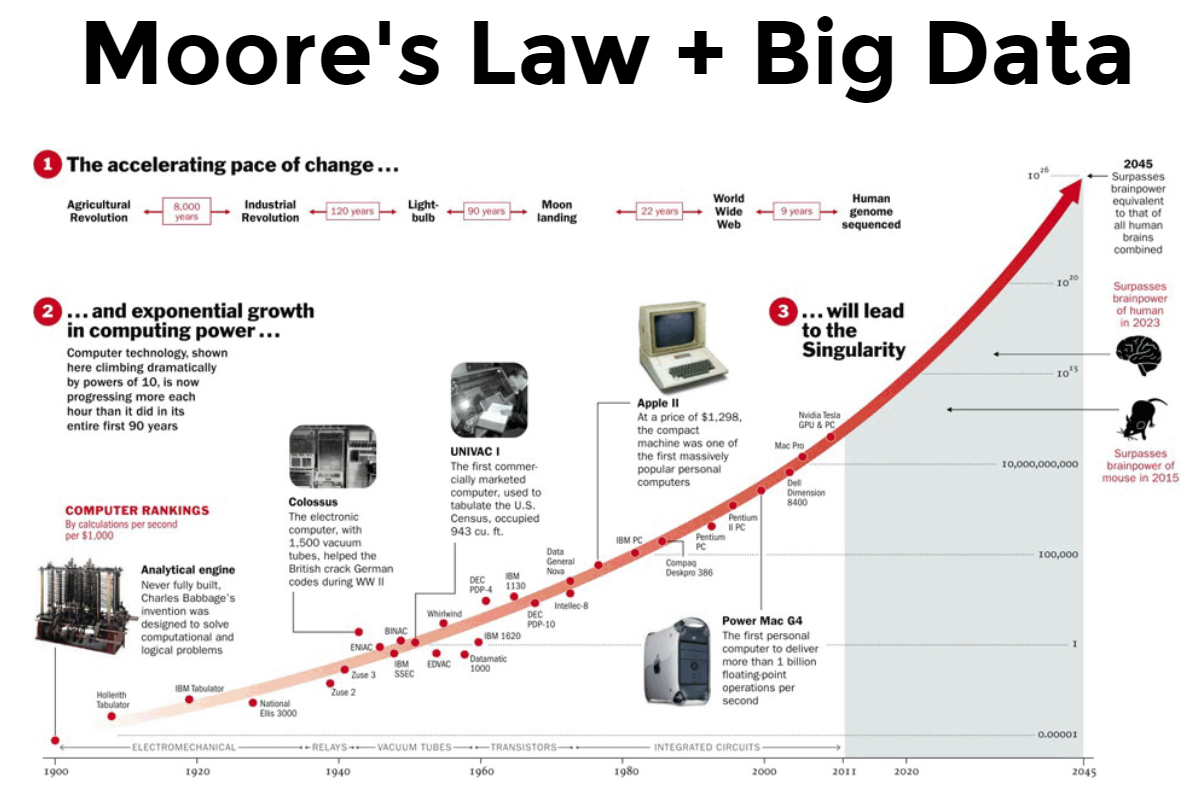 Moore's Law + Big Data
1 The accelerating pace of change ...
Agricultural
Revolution
8,000
years
Industrial
Revolution
120 years
Light-
bulb
90 years
Moon
landing
22 years
World
Wide
Web
9 years
Human
genome
sequenced
2 ... and exponential growth
in computing power ...
Computer technology, shown
here climbing dramatically
by powers of 10, is now
progressing more each
hour than it did in its
entire first 90 years
3 ... will lead
to the
Singularity
2045
Surpasses
brainpower
equivalent
to that of
all human
brains
combined
Surpasses
brainpower
of human
in 2023
Surpasses
brainpower of
mouse in 2015
COMPUTER RANKINGS
By calculations per second
per $1,000
Analytical engine
Never fully built,
Charles Babbage's
invention was
designed to solve
computational and
logical problems
Colossus
The electronic
computer, with
1,500 vacuum
tubes, helped the
British crack German
codes during WW II
UNIVAC I
The first commer-
cially marketed
computer, used to
tabulate the U.S.
Census, occupied
943 cu. ft.
Apple II
At a price of $1,298,
the compact
machine was one of
the first massively
popular personal
computers
Power Mac G4
The first personal
computer to deliver
more than 1 billion
floating-point
operations per
second
Hollerith
Tabulator
IBM Tabulator
National
Ellis 3000
Zuse 2
Zuse 3
ENIAC
BINAC
IBM
SSEC
Whirlwind
EDVAC
Datamatic
1000
IBM 1620
DEC
PDP-4
IBM
1130
DEC
PDP-10
Data
General
Nova
Intellec-8
IBM PC
Compaq
Deskpro 386
Pentium
PC
Pentium
II PC
Dell
Dimension
8400
Mac Pro
Nvidia Tesla
GPU & PC
10²⁶
10²⁰
10¹⁵
10,000,000,000
100,000
1
0.00001
ELECTROMECHANICAL
RELAYS
VACUUM TUBES
TRANSISTORS
INTEGRATED CIRCUITS
1900
1920
1940
1960
1980
2000
2011
2020
2045